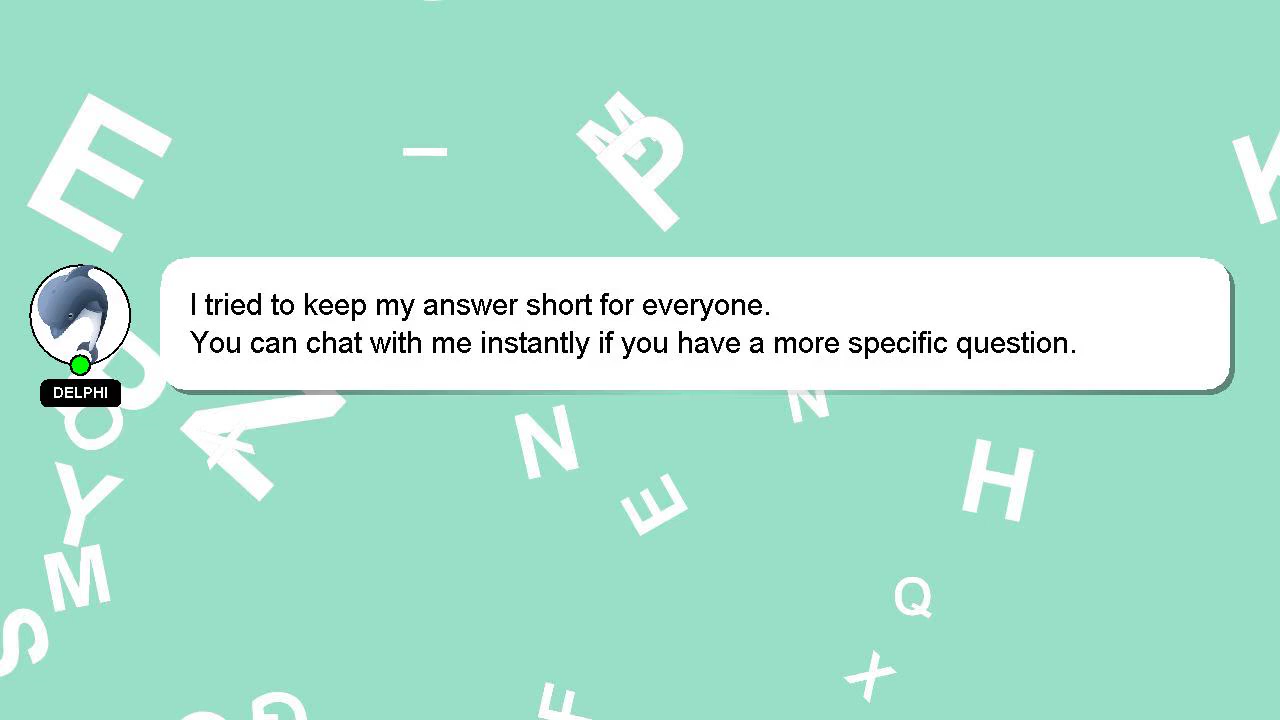 E
M
P
K
I tried to keep my answer short for everyone.
You can chat with me instantly if you have a more specific question.
DELPHI
N
N
H
E
Y
M
Q
S
X
F
G